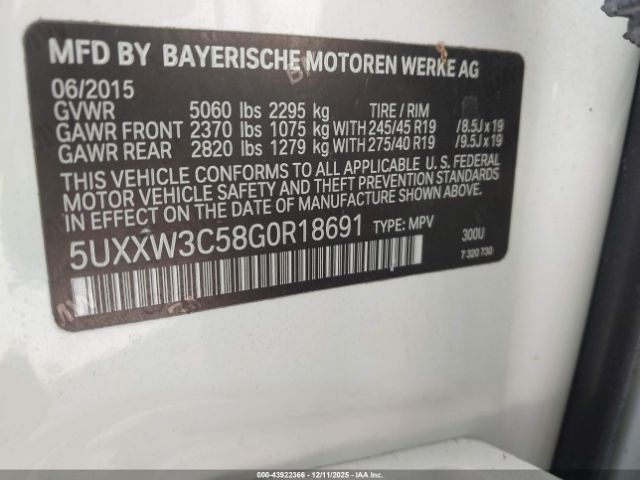 MFD BY BAYERISCHE MOTOREN WERKE AG
06/2015
GVWR 5060 lbs 2295 kg TIRE / RIM
GAWR FRONT 2370 lbs 1075 kg WITH 245/45 R19 /8.5J x 19
GAWR REAR 2820 lbs 1279 kg WITH 275/40 R19 /9.5J x 19
THIS VEHICLE CONFORMS TO ALL APPLICABLE U. S. FEDERAL
MOTOR VEHICLE SAFETY AND THEFT PREVENTION STANDARDS
IN EFFECT ON THE DATE OF MANUFACTURE SHOWN ABOVE.
5UXXW3C58G0R18691 TYPE: MPV 300U
7 320 730
000-43922366 - 12/11/2025 - COPYRIGHT IAA, LLC